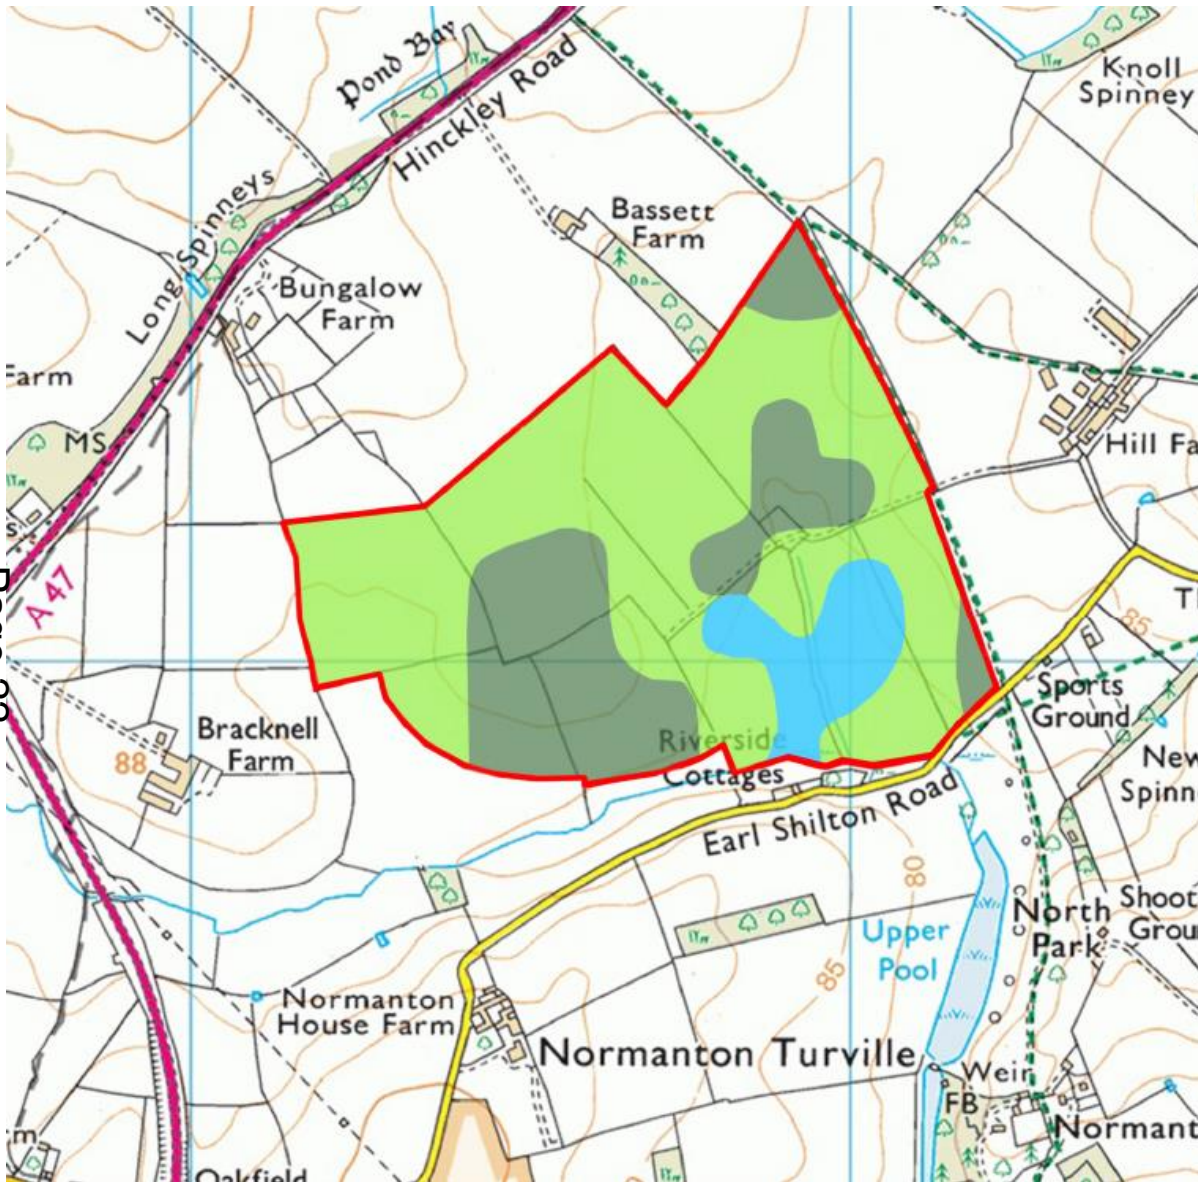 Pond Bay
Hinckley Road
Knoll
Spinney
Long Spinneys
Bassett
Farm
Bungalow
Farm
Farm
MS
Hill Fa
A 47
85
Sports
Ground
Riverside
Cottages
Bracknell
Farm
88
New
Spinn
Earl Shilton Road
80
North
Park
Shoot
Grou
Upper
Pool
85
Normanton
House Farm
Normanton Turville
Weir
FB
Normant
m
Oakfield